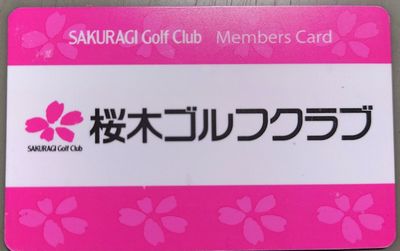 SAKURAGI Golf Club Members Card
桜木ゴルフクラブ
SAKURAGI Golf Club